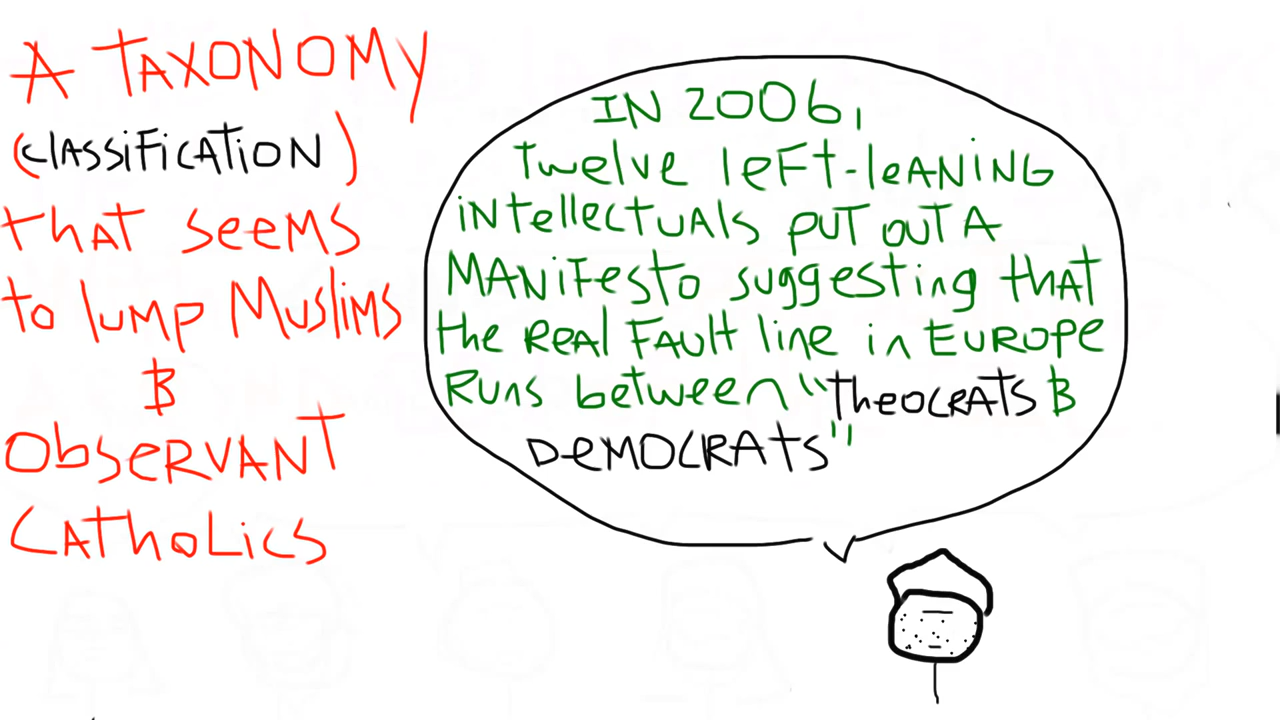 A TAXONOMY
(CLASSIFICATION)
THAT SEEMS
TO LUMP MUSLIMS
&
OBSERVANT
CATHOLICS
IN 2006,
TWELVE LEFT-LEANING
INTELLECTUALS PUT OUT A
MANIFESTO SUGGESTING THAT
THE REAL FAULT LINE IN EUROPE
RUNS BETWEEN "THEOCRATS &
DEMOCRATS"